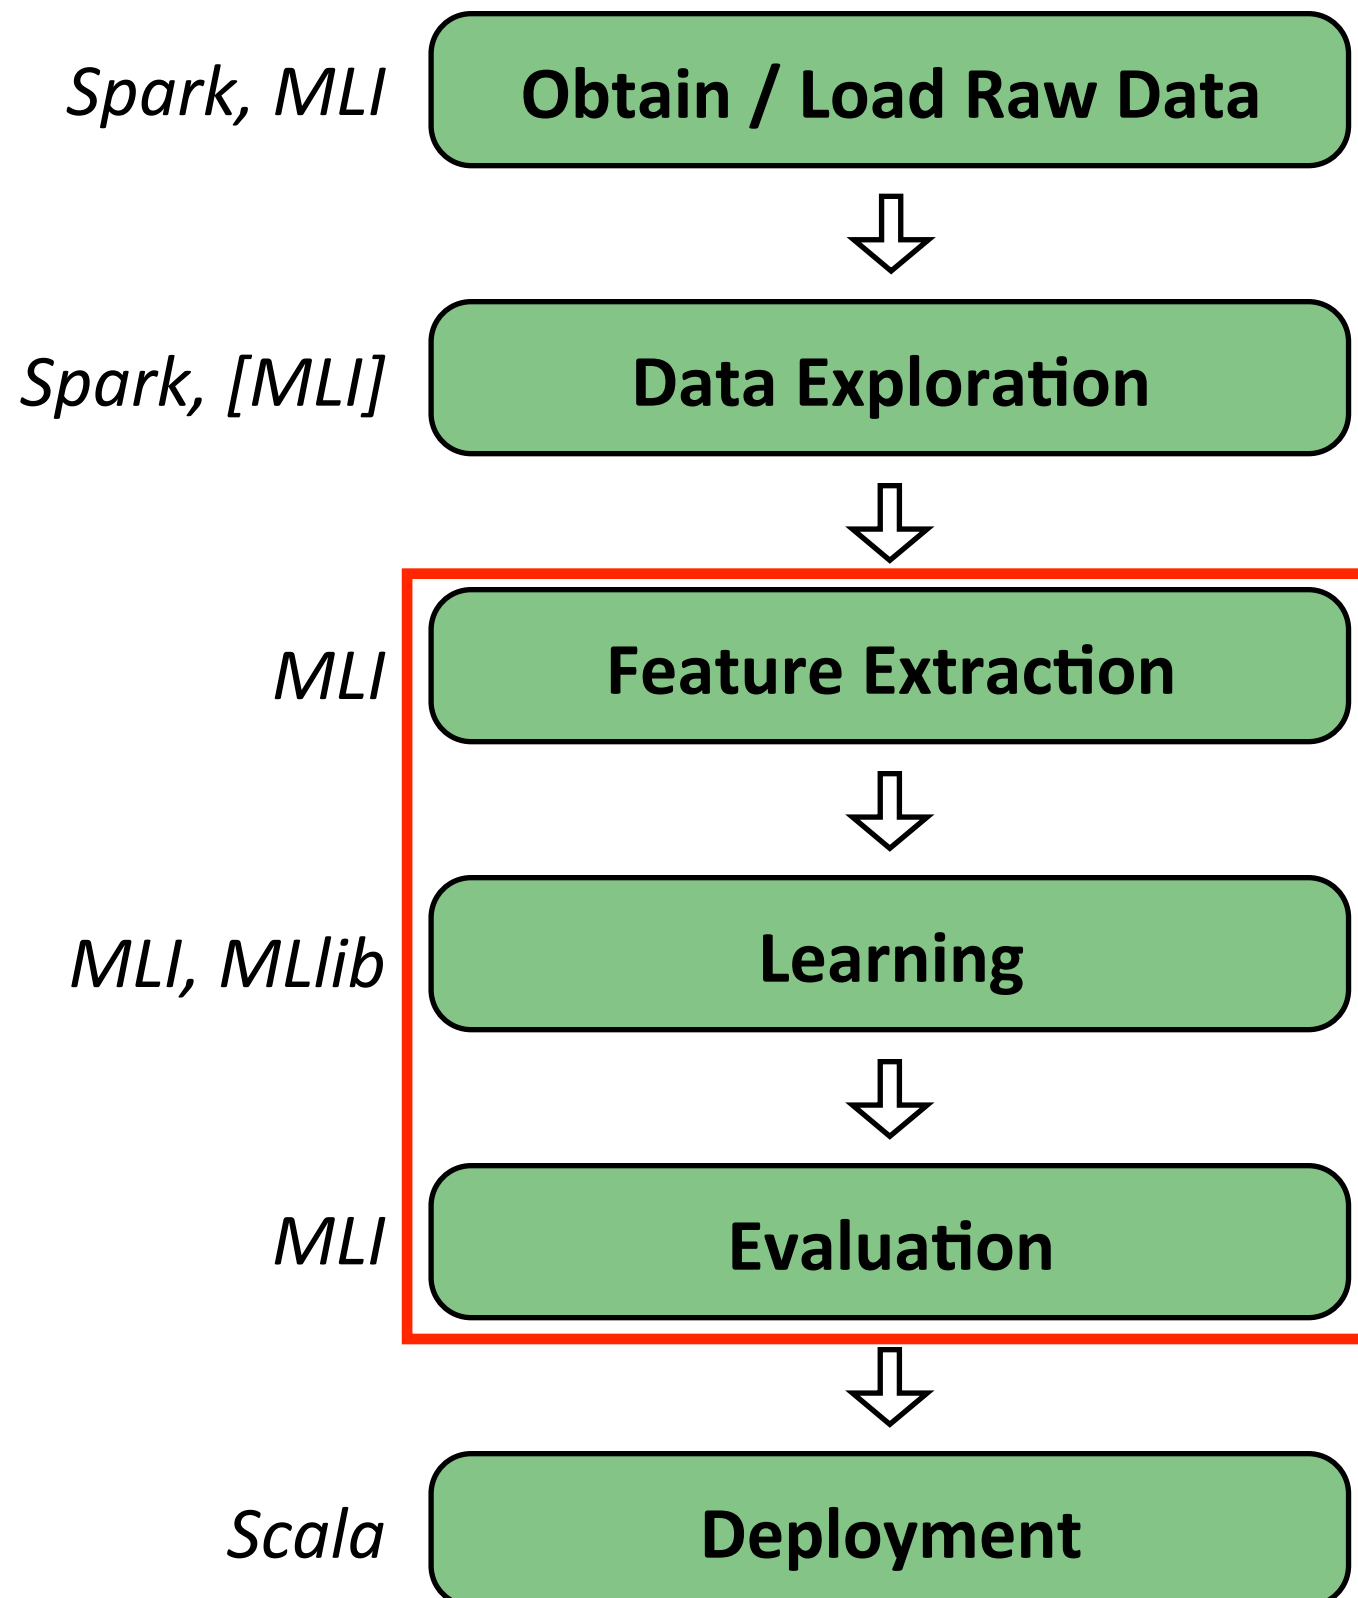 Spark, MLI
Obtain / Load Raw Data
Spark, [MLI]
Data Exploration
MLI
Feature Extraction
MLI, MLlib
Learning
MLI
Evaluation
Scala
Deployment